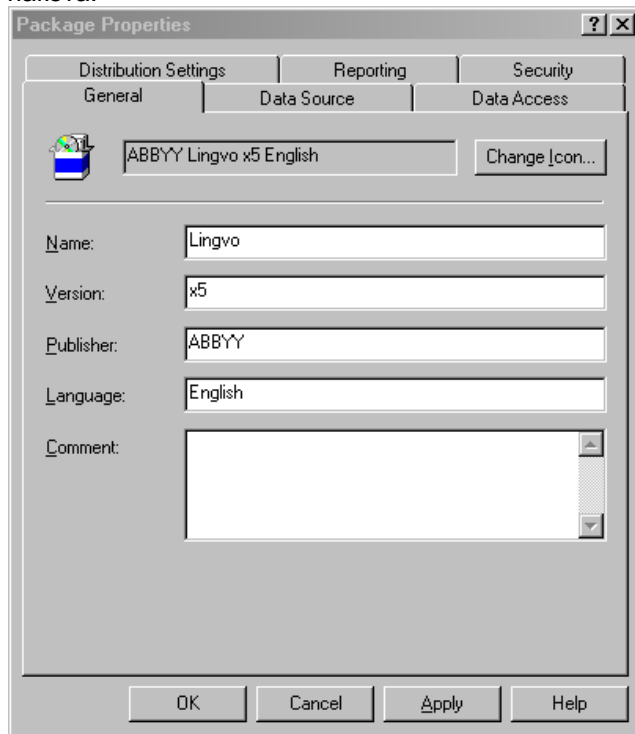 пакета.
Package Properties
Distribution Settings Reporting Security
General Data Source Data Access
ABBYY Lingvo x5 English Change Icon...
Name: Lingvo
Version: x5
Publisher: ABBYY
Language: English
Comment:
OK Cancel Apply Help